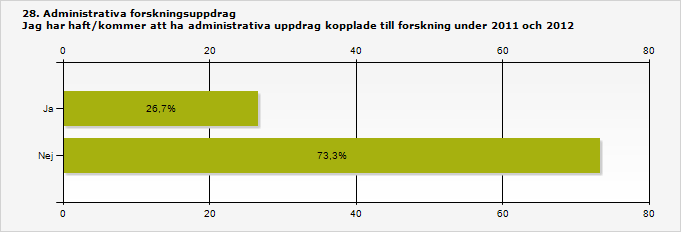 28. Administrativa forskningsuppdrag
Jag har haft/kommer att ha administrativa uppdrag kopplade till forskning under 2011 och 2012
0 20 40 60 80
Ja 26,7%
Nej 73,3%
0 20 40 60 80